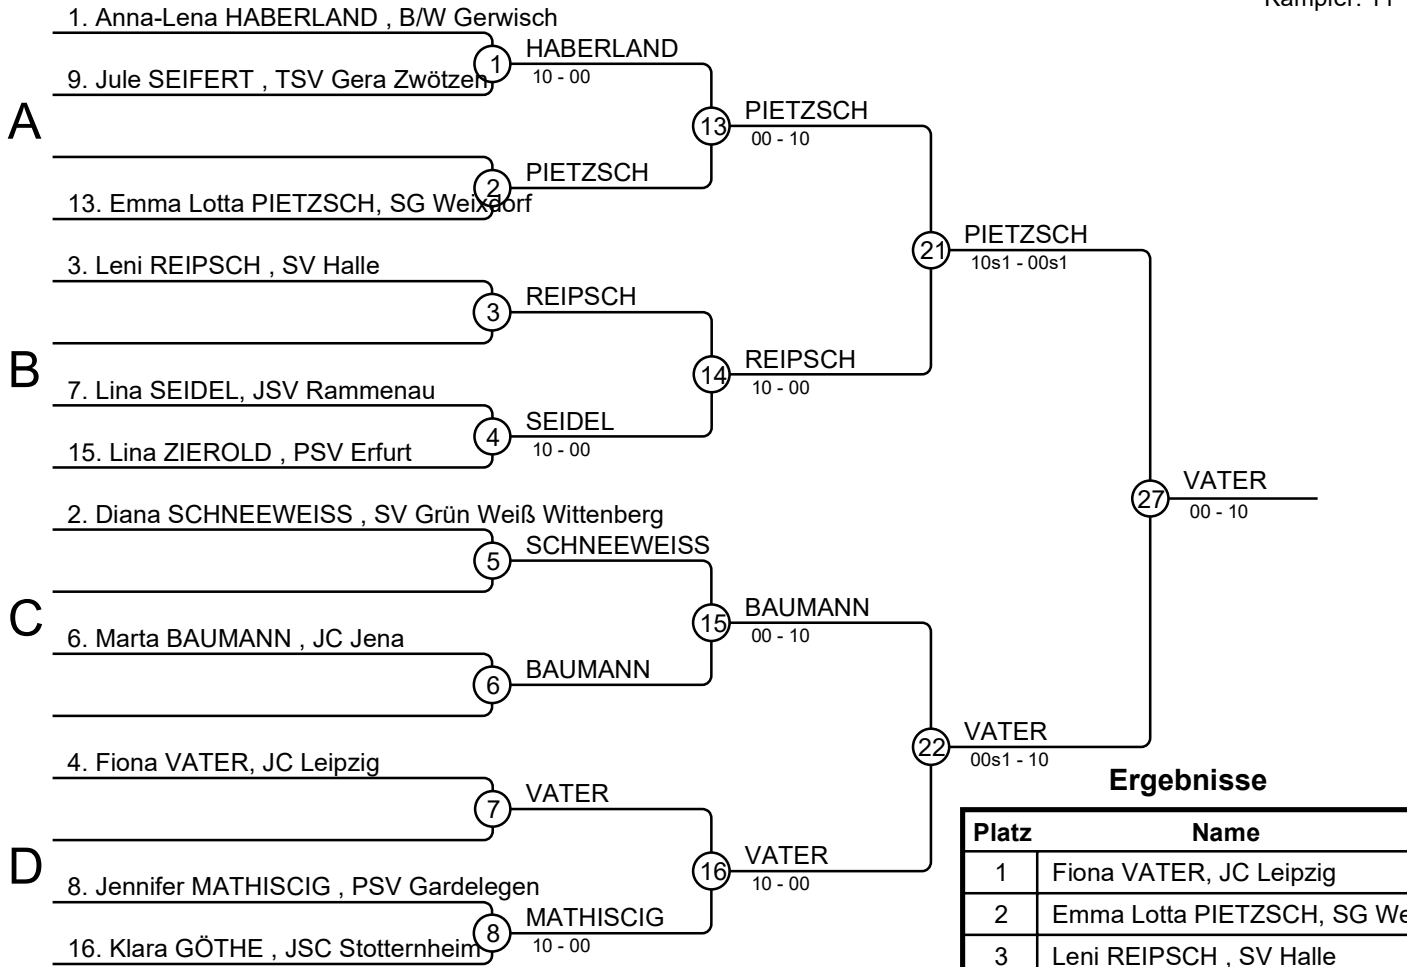 Kämpfer: 11
1. Anna-Lena HABERLAND , B/W Gerwisch
1
HABERLAND
10 - 00
9. Jule SEIFERT , TSV Gera Zwötzen
A
13
PIETZSCH
00 - 10
2
PIETZSCH
13. Emma Lotta PIETZSCH, SG Weixdorf
21
PIETZSCH
10s1 - 00s1
3. Leni REIPSCH , SV Halle
3
REIPSCH
B
14
REIPSCH
10 - 00
7. Lina SEIDEL, JSV Rammenau
4
SEIDEL
10 - 00
15. Lina ZIEROLD , PSV Erfurt
27
VATER
00 - 10
2. Diana SCHNEEWEISS , SV Grün Weiß Wittenberg
5
SCHNEEWEISS
C
15
BAUMANN
00 - 10
6. Marta BAUMANN , JC Jena
6
BAUMANN
22
VATER
00s1 - 10
4. Fiona VATER, JC Leipzig
7
VATER
D
16
VATER
10 - 00
8. Jennifer MATHISCIG , PSV Gardelegen
8
MATHISCIG
10 - 00
16. Klara GÖTHE , JSC Stotternheim
Ergebnisse
Platz Name
1 Fiona VATER, JC Leipzig
2 Emma Lotta PIETZSCH, SG We
3 Leni REIPSCH , SV Halle